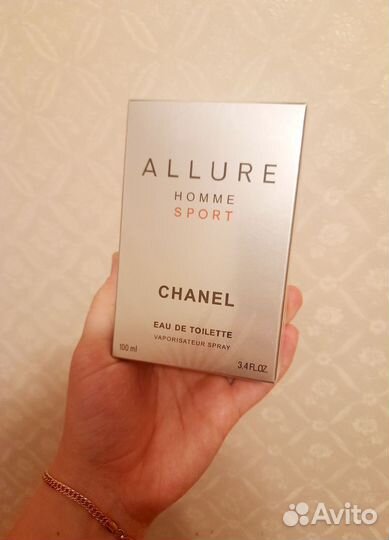 ALLURE
HOMME
SPORT
CHANEL
EAU DE TOILETTE
VAPORISATEUR SPRAY
100 ml 3.4 FL.OZ
Avito